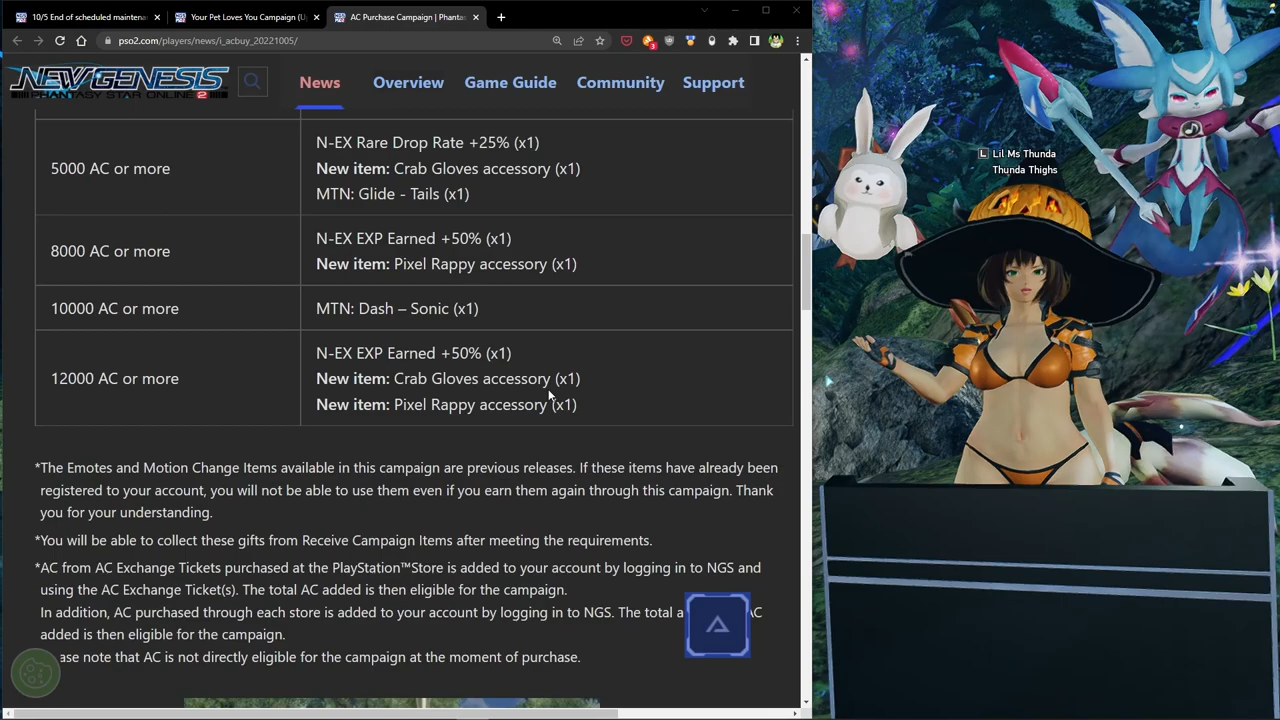 10/5 End of scheduled maintena
Your Pet Loves You Campaign (U
AC Purchase Campaign | Phanta
pso2.com/players/news/i_acbuy_20221005/
3
NEW GENESIS
PHANTASY STAR ONLINE 2
News
Overview
Game Guide
Community
Support
5000 AC or more
N-EX Rare Drop Rate +25% (x1)
New item: Crab Gloves accessory (x1)
MTN: Glide - Tails (x1)
8000 AC or more
N-EX EXP Earned +50% (x1)
New item: Pixel Rappy accessory (x1)
10000 AC or more
MTN: Dash – Sonic (x1)
12000 AC or more
N-EX EXP Earned +50% (x1)
New item: Crab Gloves accessory (x1)
New item: Pixel Rappy accessory (x1)
*The Emotes and Motion Change Items available in this campaign are previous releases. If these items have already been
registered to your account, you will not be able to use them even if you earn them again through this campaign. Thank
you for your understanding.
*You will be able to collect these gifts from Receive Campaign Items after meeting the requirements.
*AC from AC Exchange Tickets purchased at the PlayStation™Store is added to your account by logging in to NGS and
using the AC Exchange Ticket(s). The total AC added is then eligible for the campaign.
In addition, AC purchased through each store is added to your account by logging in to NGS. The total a AC
added is then eligible for the campaign.
ase note that AC is not directly eligible for the campaign at the moment of purchase.
L Lil Ms Thunda
Thunda Thighs